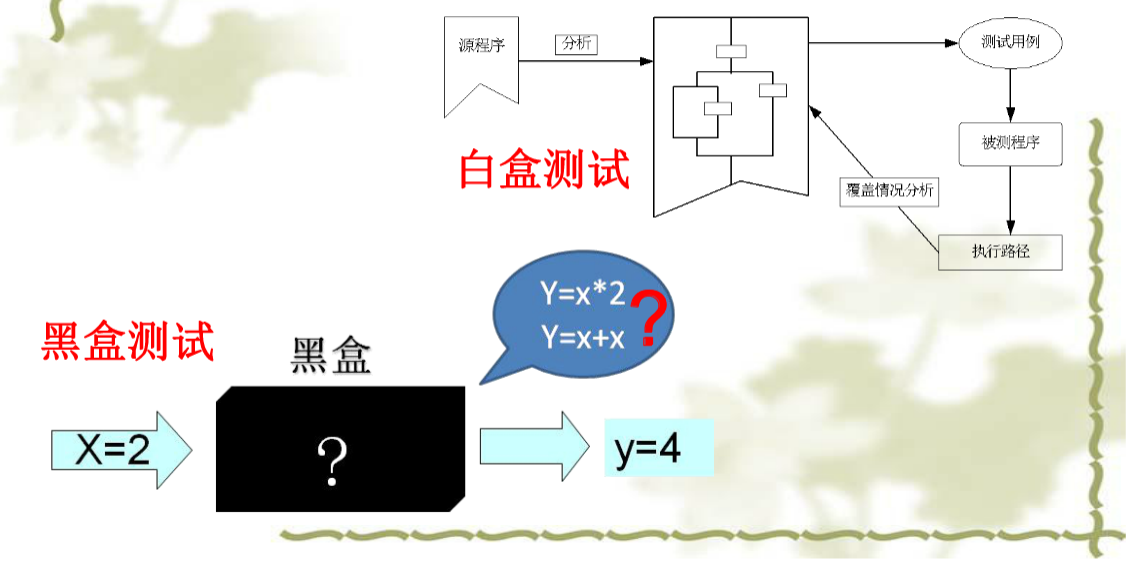 源程序
分析
测试用例
被测程序
覆盖情况分析
执行路径
白盒测试
Y=x*2
Y=x+x
?
黑盒测试
黑盒
X=2
?
y=4